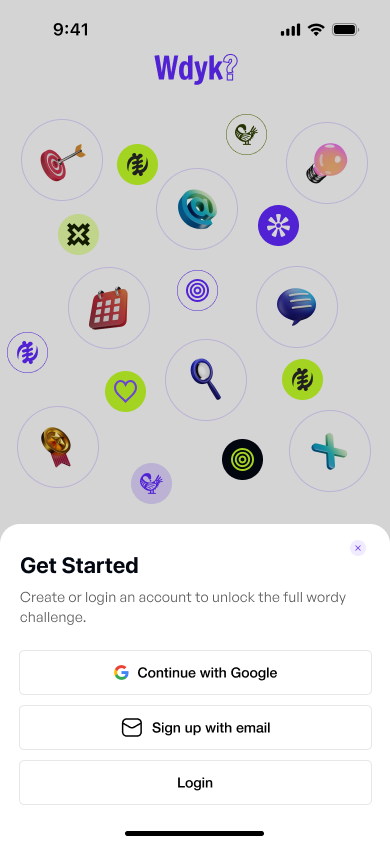 9:41
Wdyk?
Get Started
Create or login an account to unlock the full wordy
challenge.
Continue with Google
Sign up with email
Login